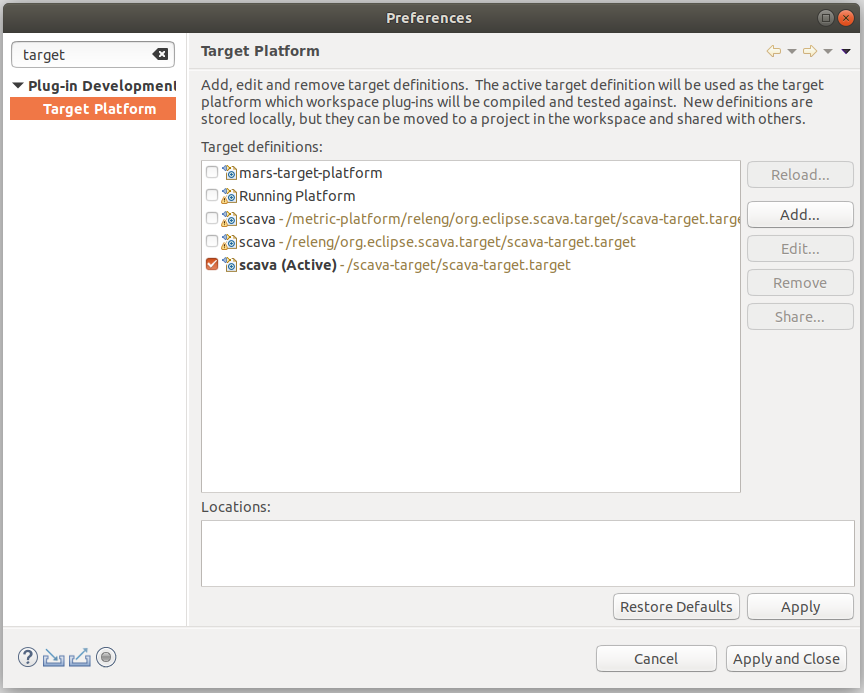 Preferences
target
Target Platform
Plug-in Development
Target Platform
Add, edit and remove target definitions. The active target definition will be used as the target
platform which workspace plug-ins will be compiled and tested against. New definitions are
stored locally, but they can be moved to a project in the workspace and shared with others.
Target definitions:
mars-target-platform
Reload...
Running Platform
Add...
scava - /metric-platform/releng/org.eclipse.scava.target/scava-target.targe
scava - /releng/org.eclipse.scava.target/scava-target.target
Edit...
scava (Active) - /scava-target/scava-target.target
Remove
Share...
Locations:
Restore Defaults
Apply
?
Cancel
Apply and Close